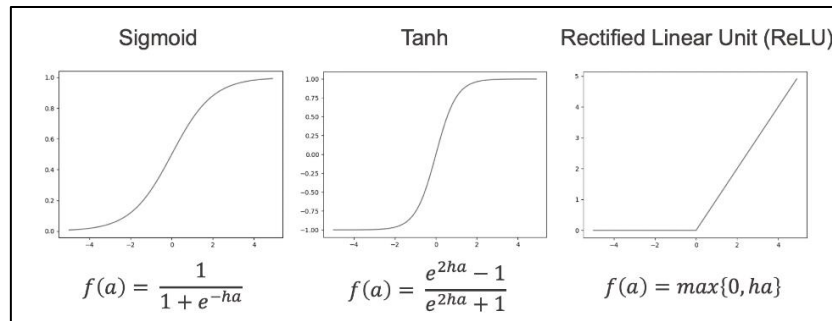 Sigmoid
Tanh
Rectified Linear Unit (ReLU)
1.0
0.8
0.6
0.4
0.2
0.0
-4 -2 0 2 4
1.00
0.75
0.50
0.25
0.00
-0.25
-0.50
-0.75
-1.00
-4 -2 0 2 4
5
4
3
2
1
0
-4 -2 0 2 4
f(a) = 1 / (1 + e^{-ha})
f(a) = (e^{2ha} − 1) / (e^{2ha} + 1)
f(a) = max{0, ha}